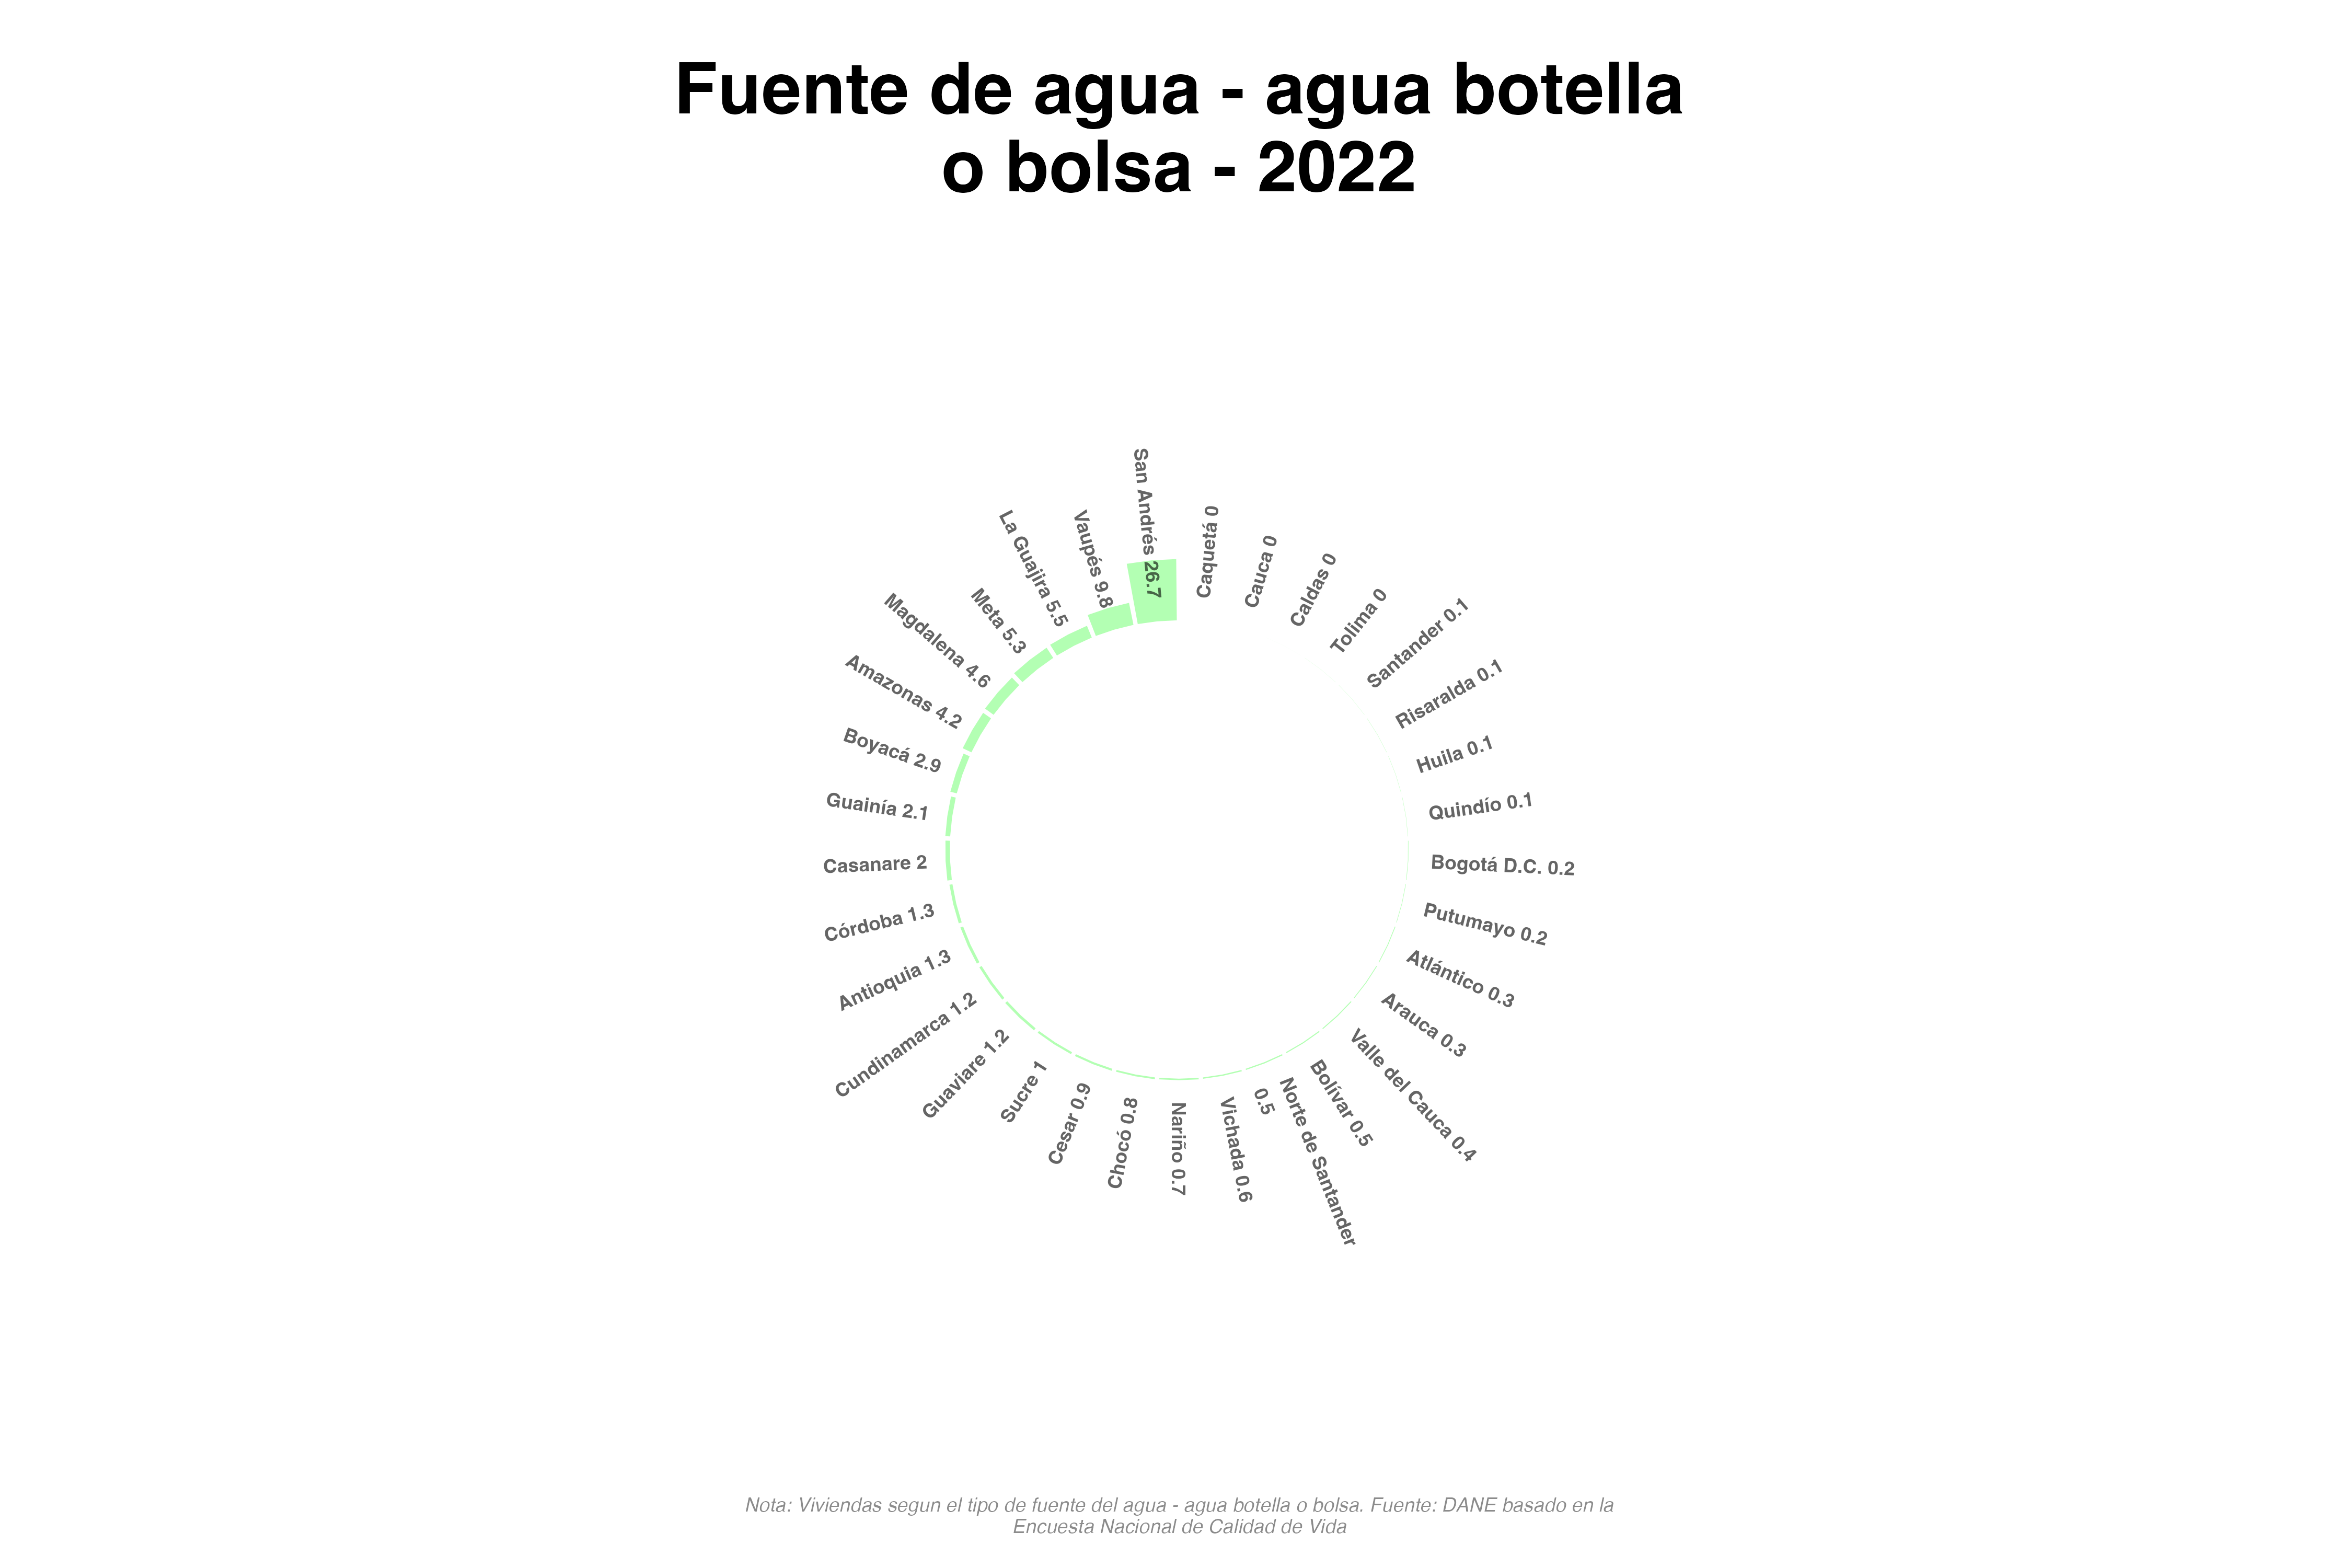 Fuente de agua - agua botella
o bolsa - 2022
Caquetá 0
Cauca 0
Caldas 0
Tolima 0
Santander 0.1
Risaralda 0.1
Huila 0.1
Quindío 0.1
Bogotá D.C. 0.2
Putumayo 0.2
Atlántico 0.3
Arauca 0.3
Valle del Cauca 0.4
Bolívar 0.5
Norte de Santander
0.5
Vichada 0.6
Nariño 0.7
Chocó 0.8
Cesar 0.9
Sucre 1
Guaviare 1.2
Cundinamarca 1.2
Antioquia 1.3
Córdoba 1.3
Casanare 2
Guainía 2.1
Boyacá 2.9
Amazonas 4.2
Magdalena 4.6
Meta 5.3
La Guajira 5.5
Vaupés 9.8
San Andrés 26.7
Nota: Viviendas segun el tipo de fuente del agua - agua botella o bolsa. Fuente: DANE basado en la
Encuesta Nacional de Calidad de Vida